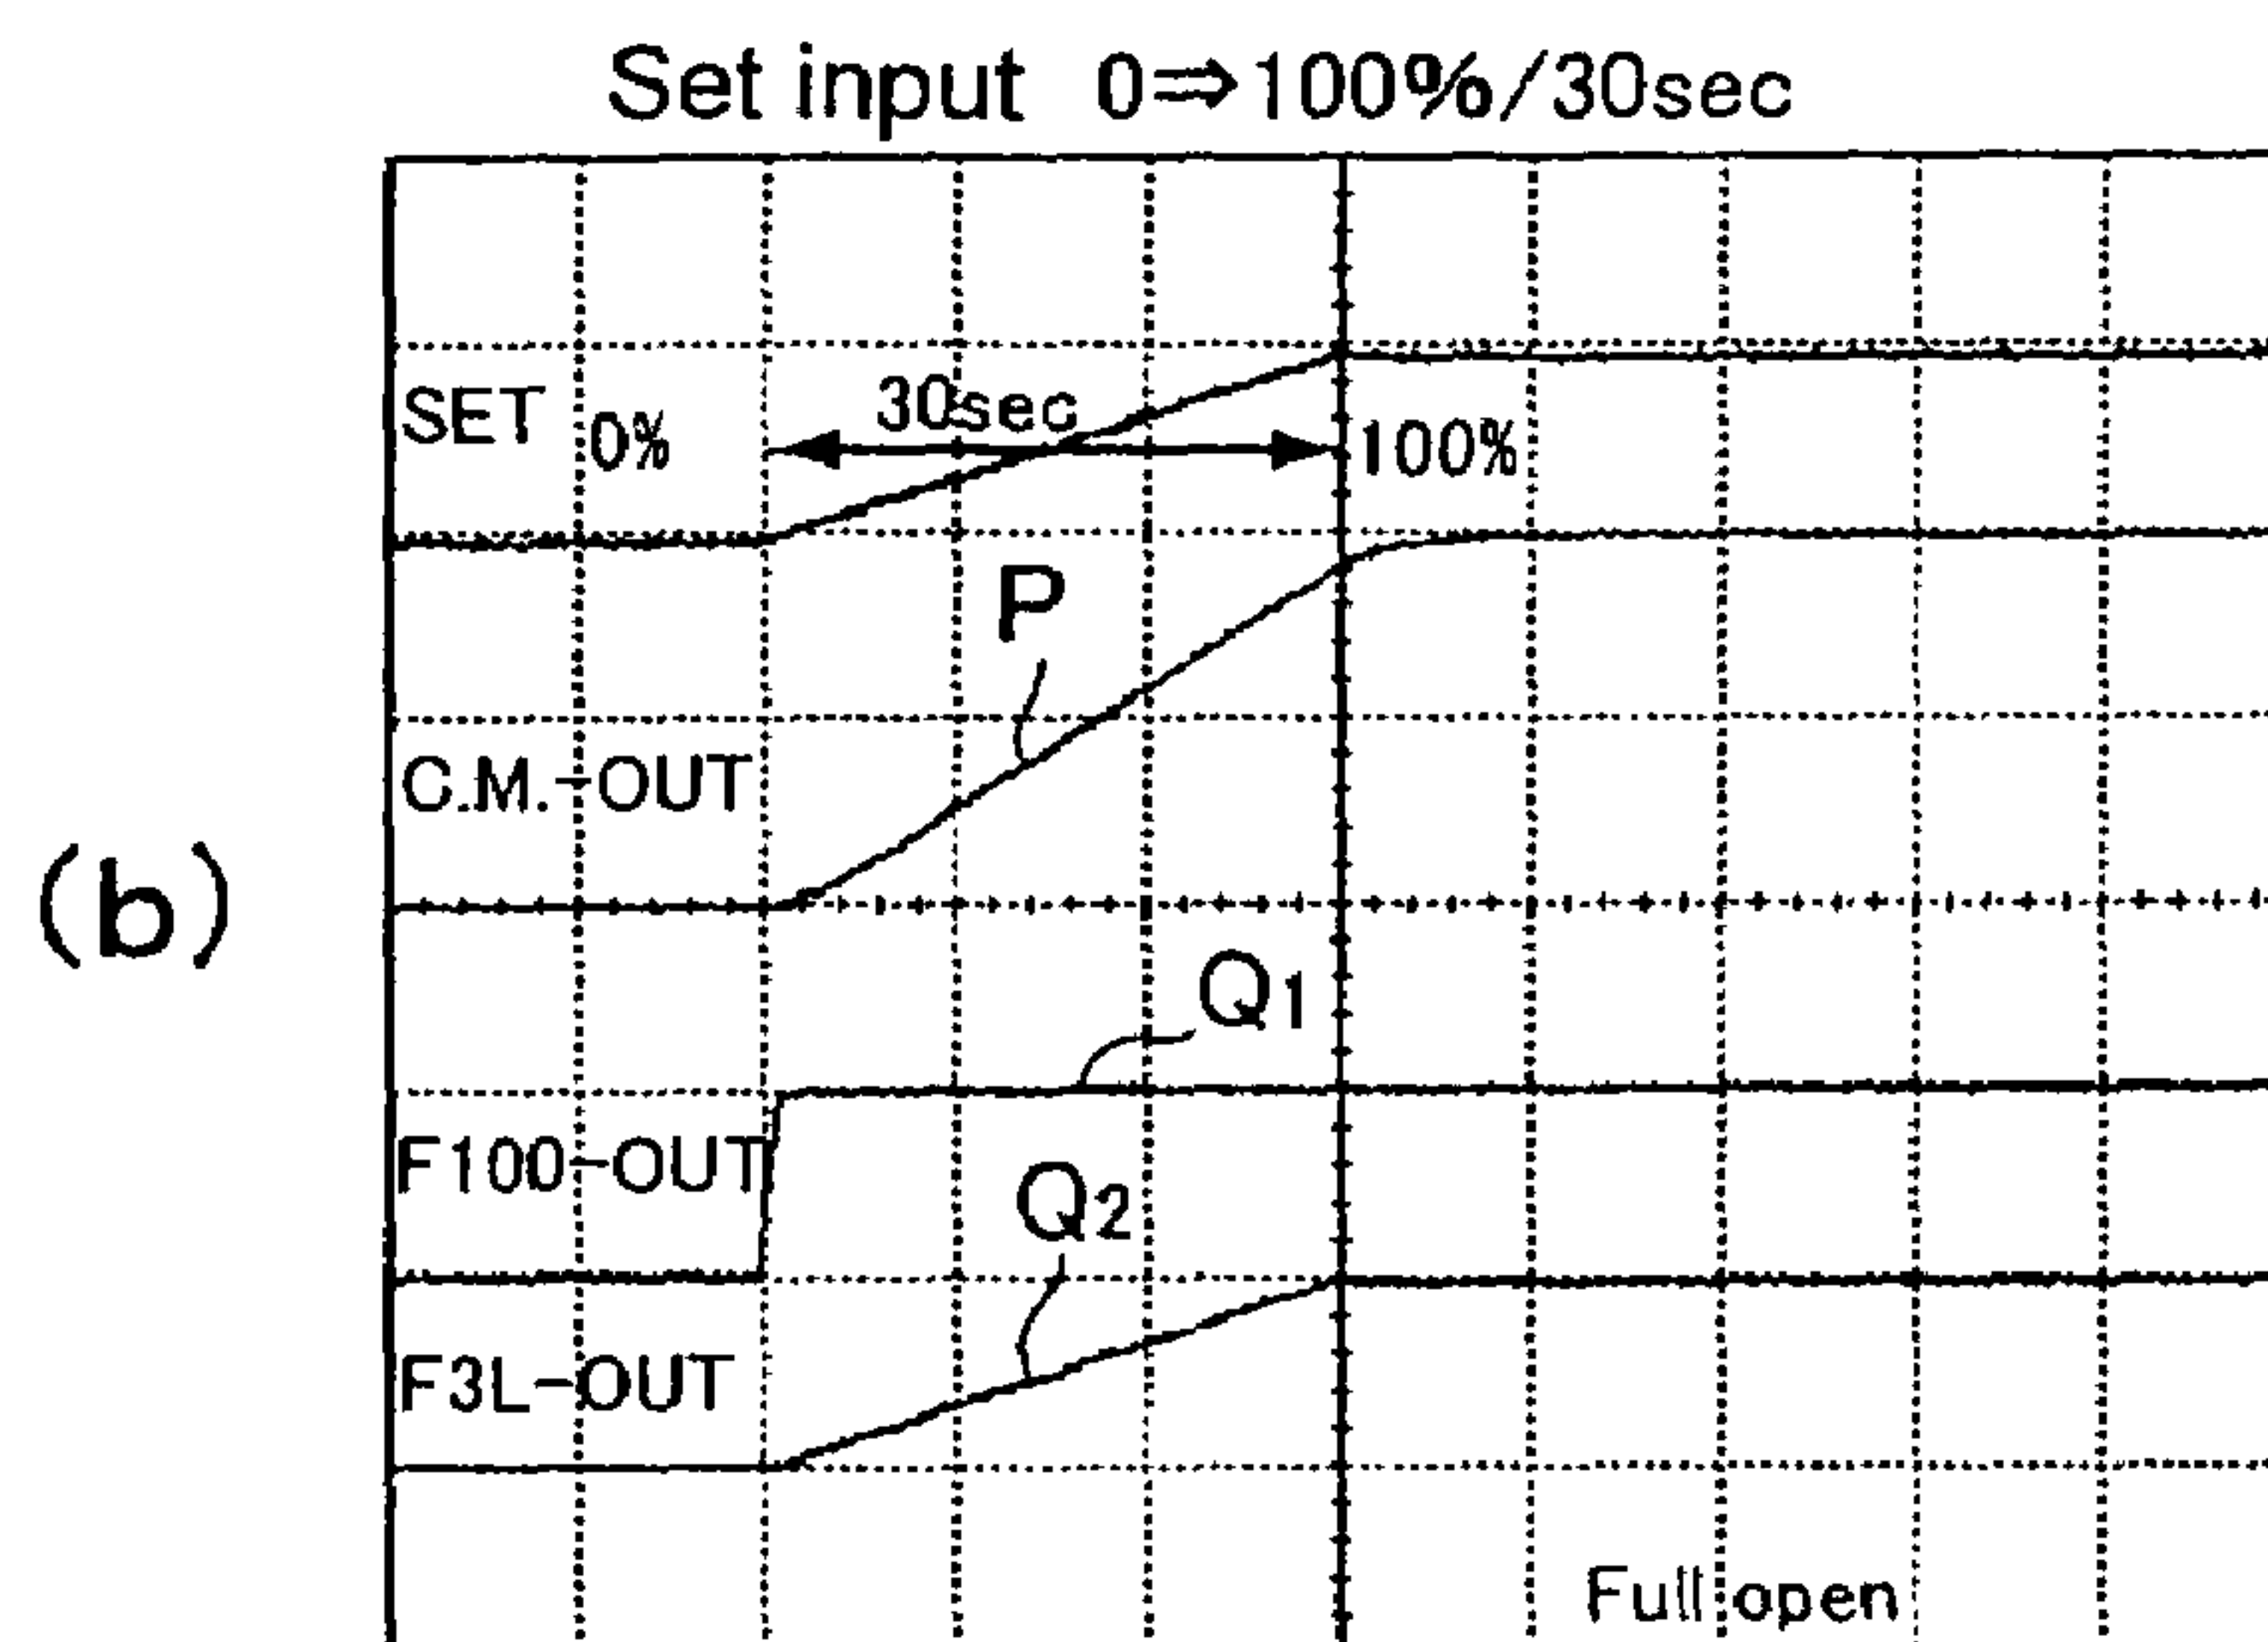 Set input 0⇒100%/30sec
SET 0% 30sec 100%
P
C.M.-OUT
(b)
Q1
F100-OUT
Q2
F3L-OUT
Full open